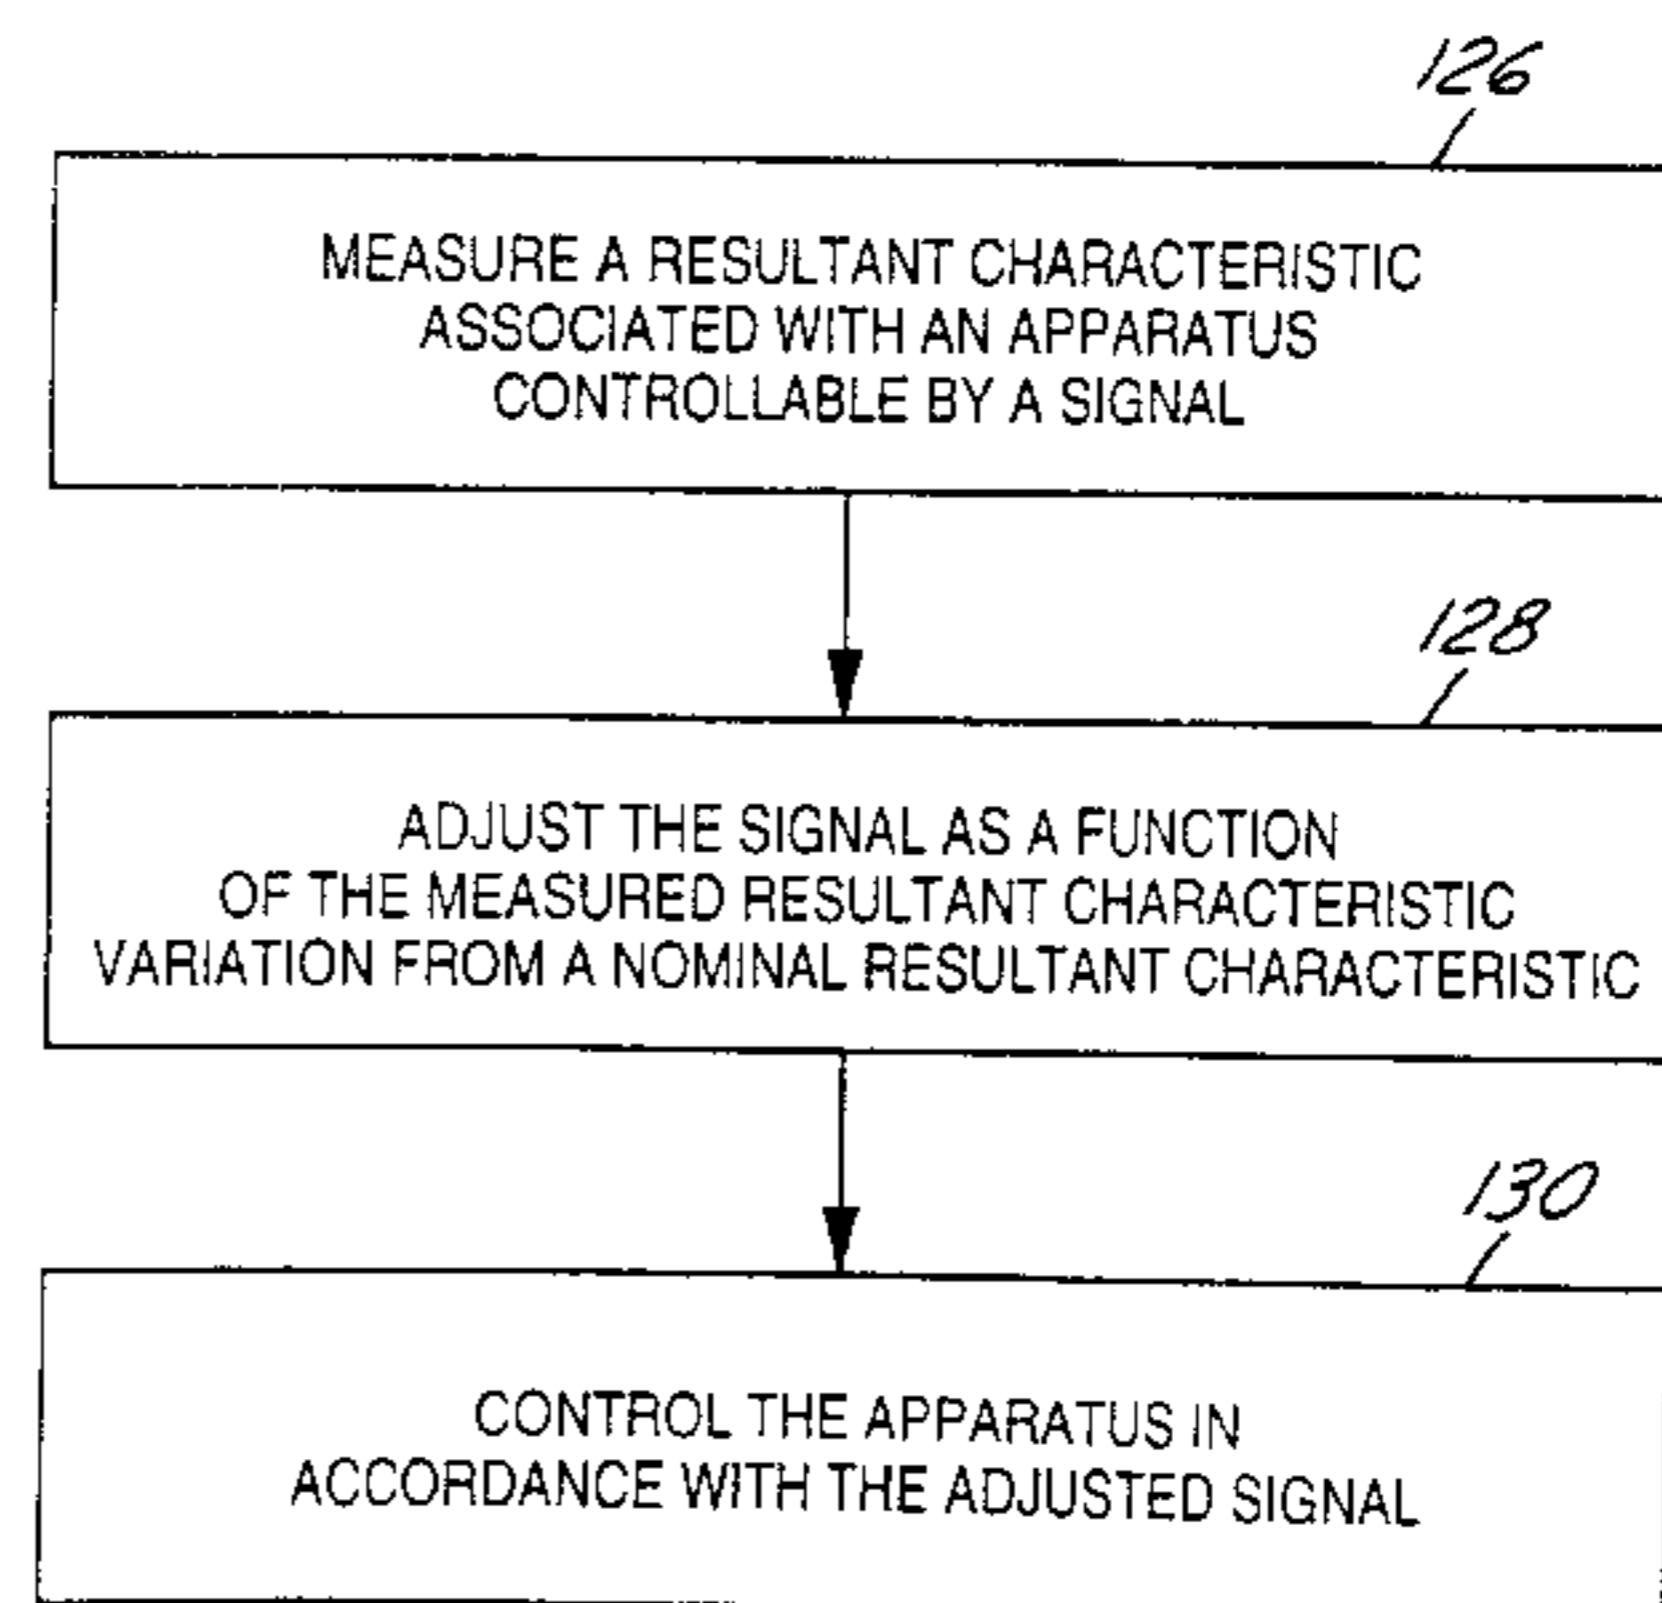 126
MEASURE A RESULTANT CHARACTERISTIC
ASSOCIATED WITH AN APPARATUS
CONTROLLABLE BY A SIGNAL
128
ADJUST THE SIGNAL AS A FUNCTION
OF THE MEASURED RESULTANT CHARACTERISTIC
VARIATION FROM A NOMINAL RESULTANT CHARACTERISTIC
130
CONTROL THE APPARATUS IN
ACCORDANCE WITH THE ADJUSTED SIGNAL